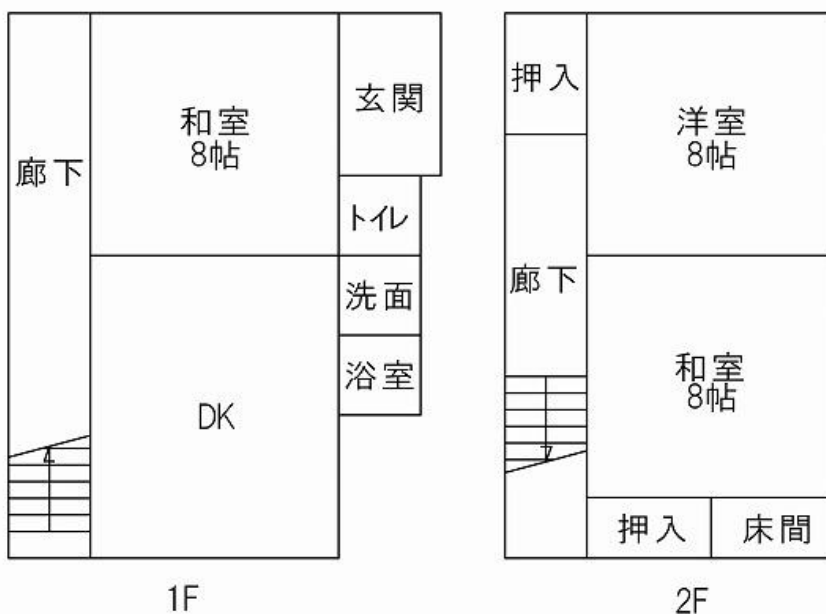 廊下
和室
8帖
玄関
トイレ
洗面
浴室
DK
1F
押入
洋室
8帖
廊下
和室
8帖
押入
床間
2F